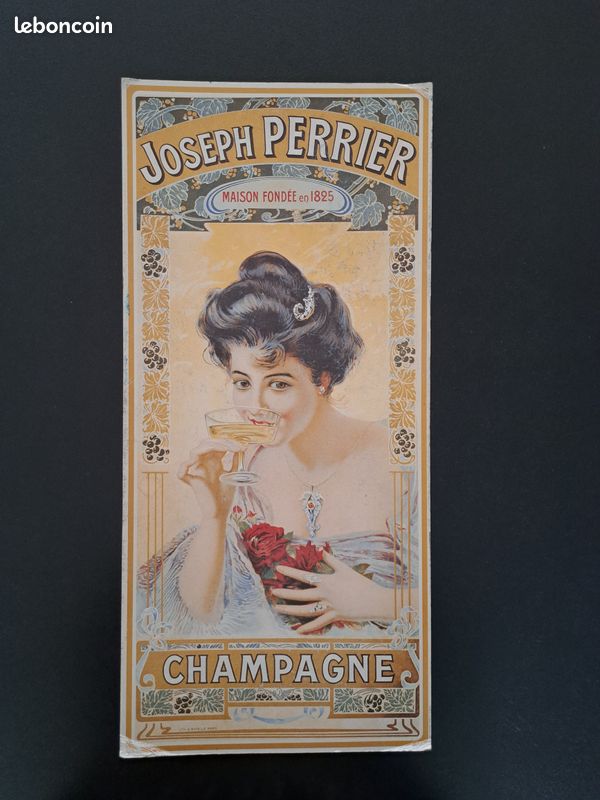 leboncoin
JOSEPH PERRIER
MAISON FONDÉE en 1825
CHAMPAGNE